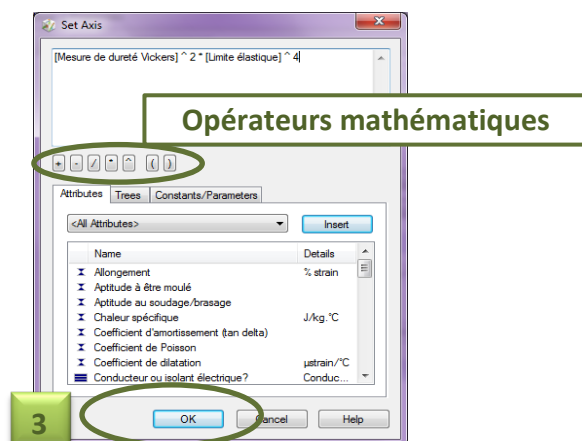 Set Axis
[Mesure de dureté Vickers] ^ 2 * [Limite élastique] ^ 4
Opérateurs mathématiques
+ - / * ^ ( )
Attributes Trees Constants/Parameters
<All Attributes> Insert
Name Details
Allongement % strain
Aptitude à être moulé
Aptitude au soudage/brasage
Chaleur spécifique J/kg.°C
Coefficient d'amortissement (tan delta)
Coefficient de Poisson
Coefficient de dilatation µstrain/°C
Conducteur ou isolant électrique? Conduc...
3 OK Cancel Help